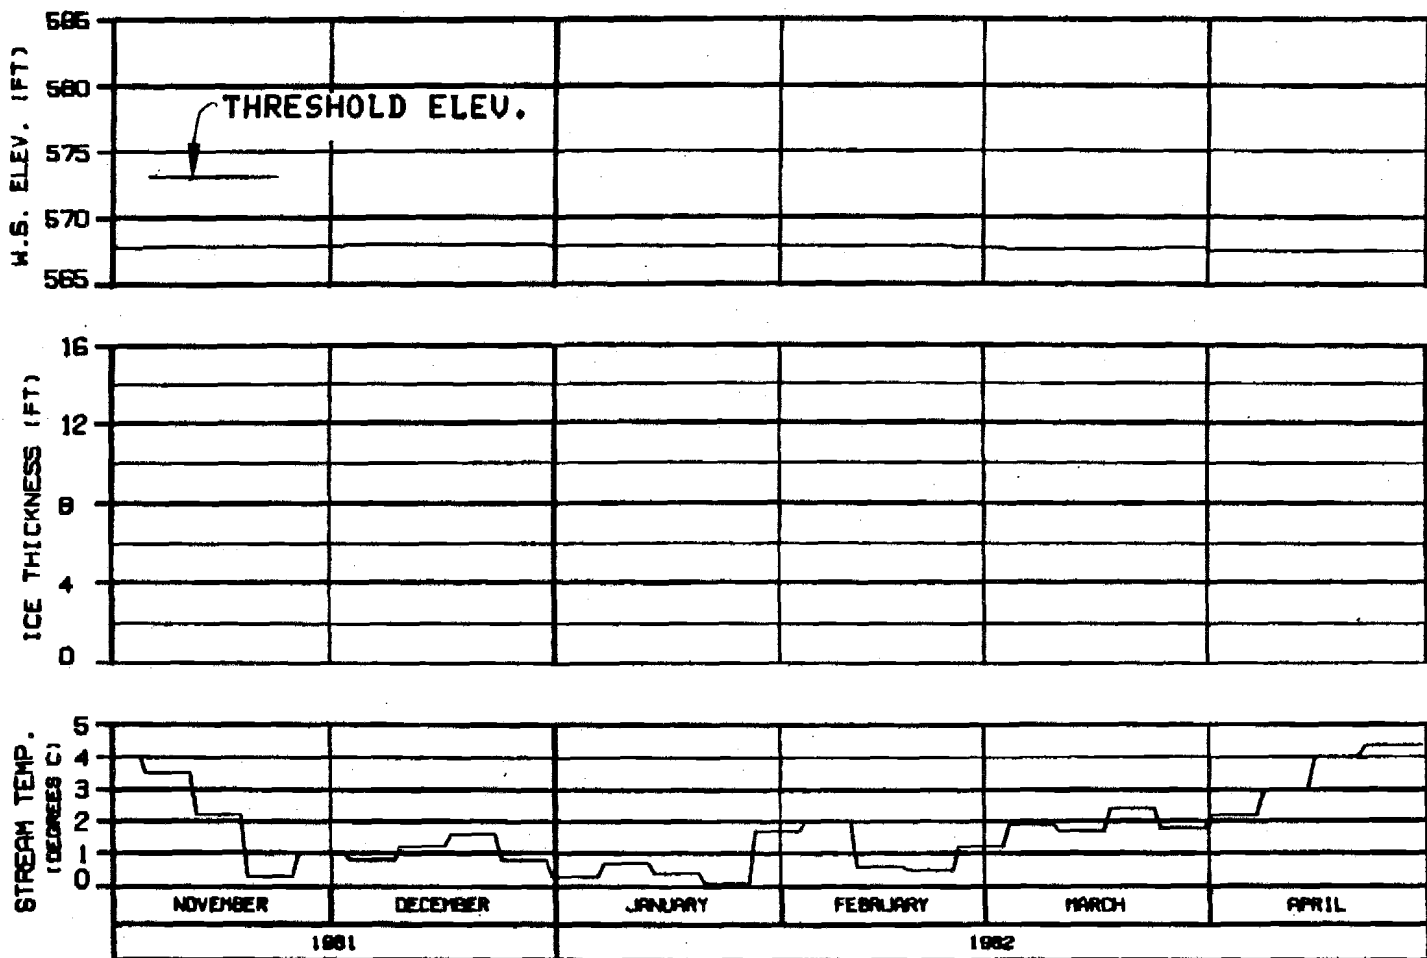 W.S. ELEV. (FT)
585
580
575
570
565
THRESHOLD ELEV.
ICE THICKNESS (FT)
16
12
8
4
0
STREAM TEMP.
(DEGREES C)
5
4
3
2
1
0
NOVEMBER DECEMBER JANUARY FEBRUARY MARCH APRIL
1981 1982